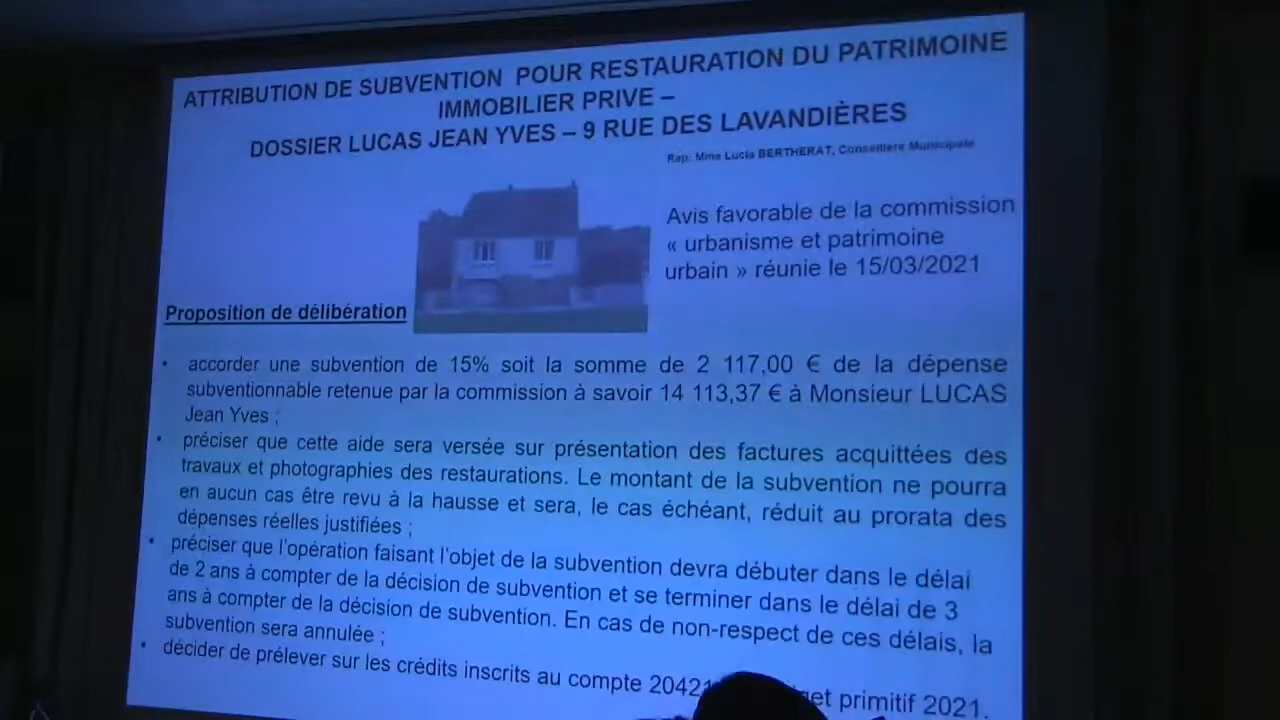 ATTRIBUTION DE SUBVENTION POUR RESTAURATION DU PATRIMOINE
IMMOBILIER PRIVE –
DOSSIER LUCAS JEAN YVES – 9 RUE DES LAVANDIÈRES
Rap: Mme Lucia BERTHERAT, Conseillère Municipale
Avis favorable de la commission
« urbanisme et patrimoine
urbain » réunie le 15/03/2021
Proposition de délibération
• accorder une subvention de 15% soit la somme de 2 117,00 € de la dépense
subventionnable retenue par la commission à savoir 14 113,37 € à Monsieur LUCAS
Jean Yves ;
• préciser que cette aide sera versée sur présentation des factures acquittées des
travaux et photographies des restaurations. Le montant de la subvention ne pourra
en aucun cas être revu à la hausse et sera, le cas échéant, réduit au prorata des
dépenses réelles justifiées ;
• préciser que l'opération faisant l'objet de la subvention devra débuter dans le délai
de 2 ans à compter de la décision de subvention et se terminer dans le délai de 3
ans à compter de la décision de subvention. En cas de non-respect de ces délais, la
subvention sera annulée ;
• décider de prélever sur les crédits inscrits au compte 20421 primitif 2021.